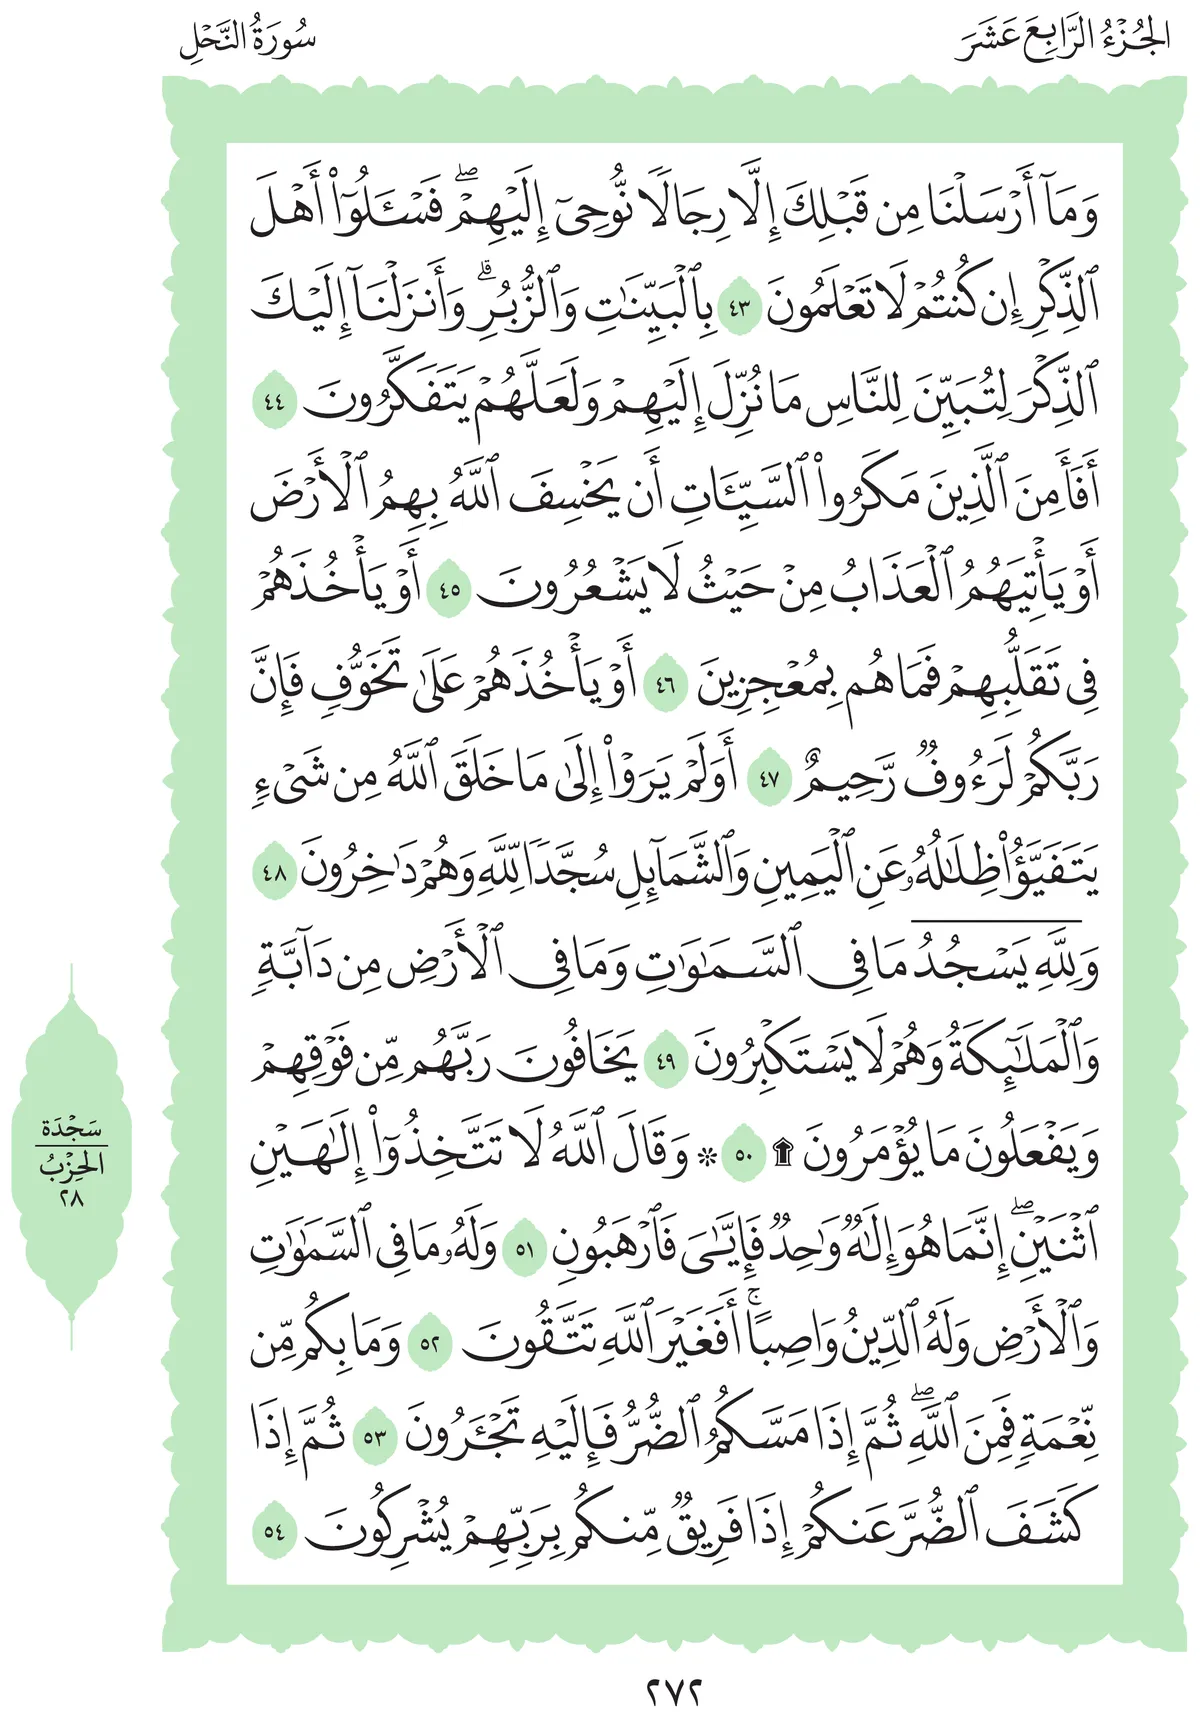 الجُزْءُ الرَّابِعَ عَشَرَ
سُورَةُ النَّحْلِ
وَمَآ أَرْسَلْنَا مِن قَبْلِكَ إِلَّا رِجَالًا نُّوحِىٓ إِلَيْهِمْۖ فَسْـَٔلُوٓا۟ أَهْلَ
ٱلذِّكْرِ إِن كُنتُمْ لَا تَعْلَمُونَ ٤٣ بِٱلْبَيِّنَٰتِ وَٱلزُّبُرِۗ وَأَنزَلْنَآ إِلَيْكَ
ٱلذِّكْرَ لِتُبَيِّنَ لِلنَّاسِ مَا نُزِّلَ إِلَيْهِمْ وَلَعَلَّهُمْ يَتَفَكَّرُونَ ٤٤
أَفَأَمِنَ ٱلَّذِينَ مَكَرُوا۟ ٱلسَّيِّـَٔاتِ أَن يَخْسِفَ ٱللَّهُ بِهِمُ ٱلْأَرْضَ
أَوْ يَأْتِيَهُمُ ٱلْعَذَابُ مِنْ حَيْثُ لَا يَشْعُرُونَ ٤٥ أَوْ يَأْخُذَهُمْ
فِى تَقَلُّبِهِمْ فَمَا هُم بِمُعْجِزِينَ ٤٦ أَوْ يَأْخُذَهُمْ عَلَىٰ تَخَوُّفٍ فَإِنَّ
رَبَّكُمْ لَرَءُوفٌ رَّحِيمٌ ٤٧ أَوَلَمْ يَرَوْا۟ إِلَىٰ مَا خَلَقَ ٱللَّهُ مِن شَىْءٍ
يَتَفَيَّؤُا۟ ظِلَٰلُهُۥ عَنِ ٱلْيَمِينِ وَٱلشَّمَآئِلِ سُجَّدًا لِّلَّهِ وَهُمْ دَٰخِرُونَ ٤٨
وَلِلَّهِ يَسْجُدُ مَا فِى ٱلسَّمَٰوَٰتِ وَمَا فِى ٱلْأَرْضِ مِن دَآبَّةٍ
وَٱلْمَلَٰٓئِكَةُ وَهُمْ لَا يَسْتَكْبِرُونَ ٤٩ يَخَافُونَ رَبَّهُم مِّن فَوْقِهِمْ
وَيَفْعَلُونَ مَا يُؤْمَرُونَ ۩ ٥٠ * وَقَالَ ٱللَّهُ لَا تَتَّخِذُوٓا۟ إِلَٰهَيْنِ
ٱثْنَيْنِۖ إِنَّمَا هُوَ إِلَٰهٌ وَٰحِدٌ فَإِيَّٰىَ فَٱرْهَبُونِ ٥١ وَلَهُۥ مَا فِى ٱلسَّمَٰوَٰتِ
وَٱلْأَرْضِ وَلَهُ ٱلدِّينُ وَاصِبًاۚ أَفَغَيْرَ ٱللَّهِ تَتَّقُونَ ٥٢ وَمَا بِكُم مِّن
نِّعْمَةٍ فَمِنَ ٱللَّهِۖ ثُمَّ إِذَا مَسَّكُمُ ٱلضُّرُّ فَإِلَيْهِ تَجْـَٔرُونَ ٥٣ ثُمَّ إِذَا
كَشَفَ ٱلضُّرَّ عَنكُمْ إِذَا فَرِيقٌ مِّنكُم بِرَبِّهِمْ يُشْرِكُونَ ٥٤
سَجْدَة
الحِزْبُ
٢٨
٢٧٢